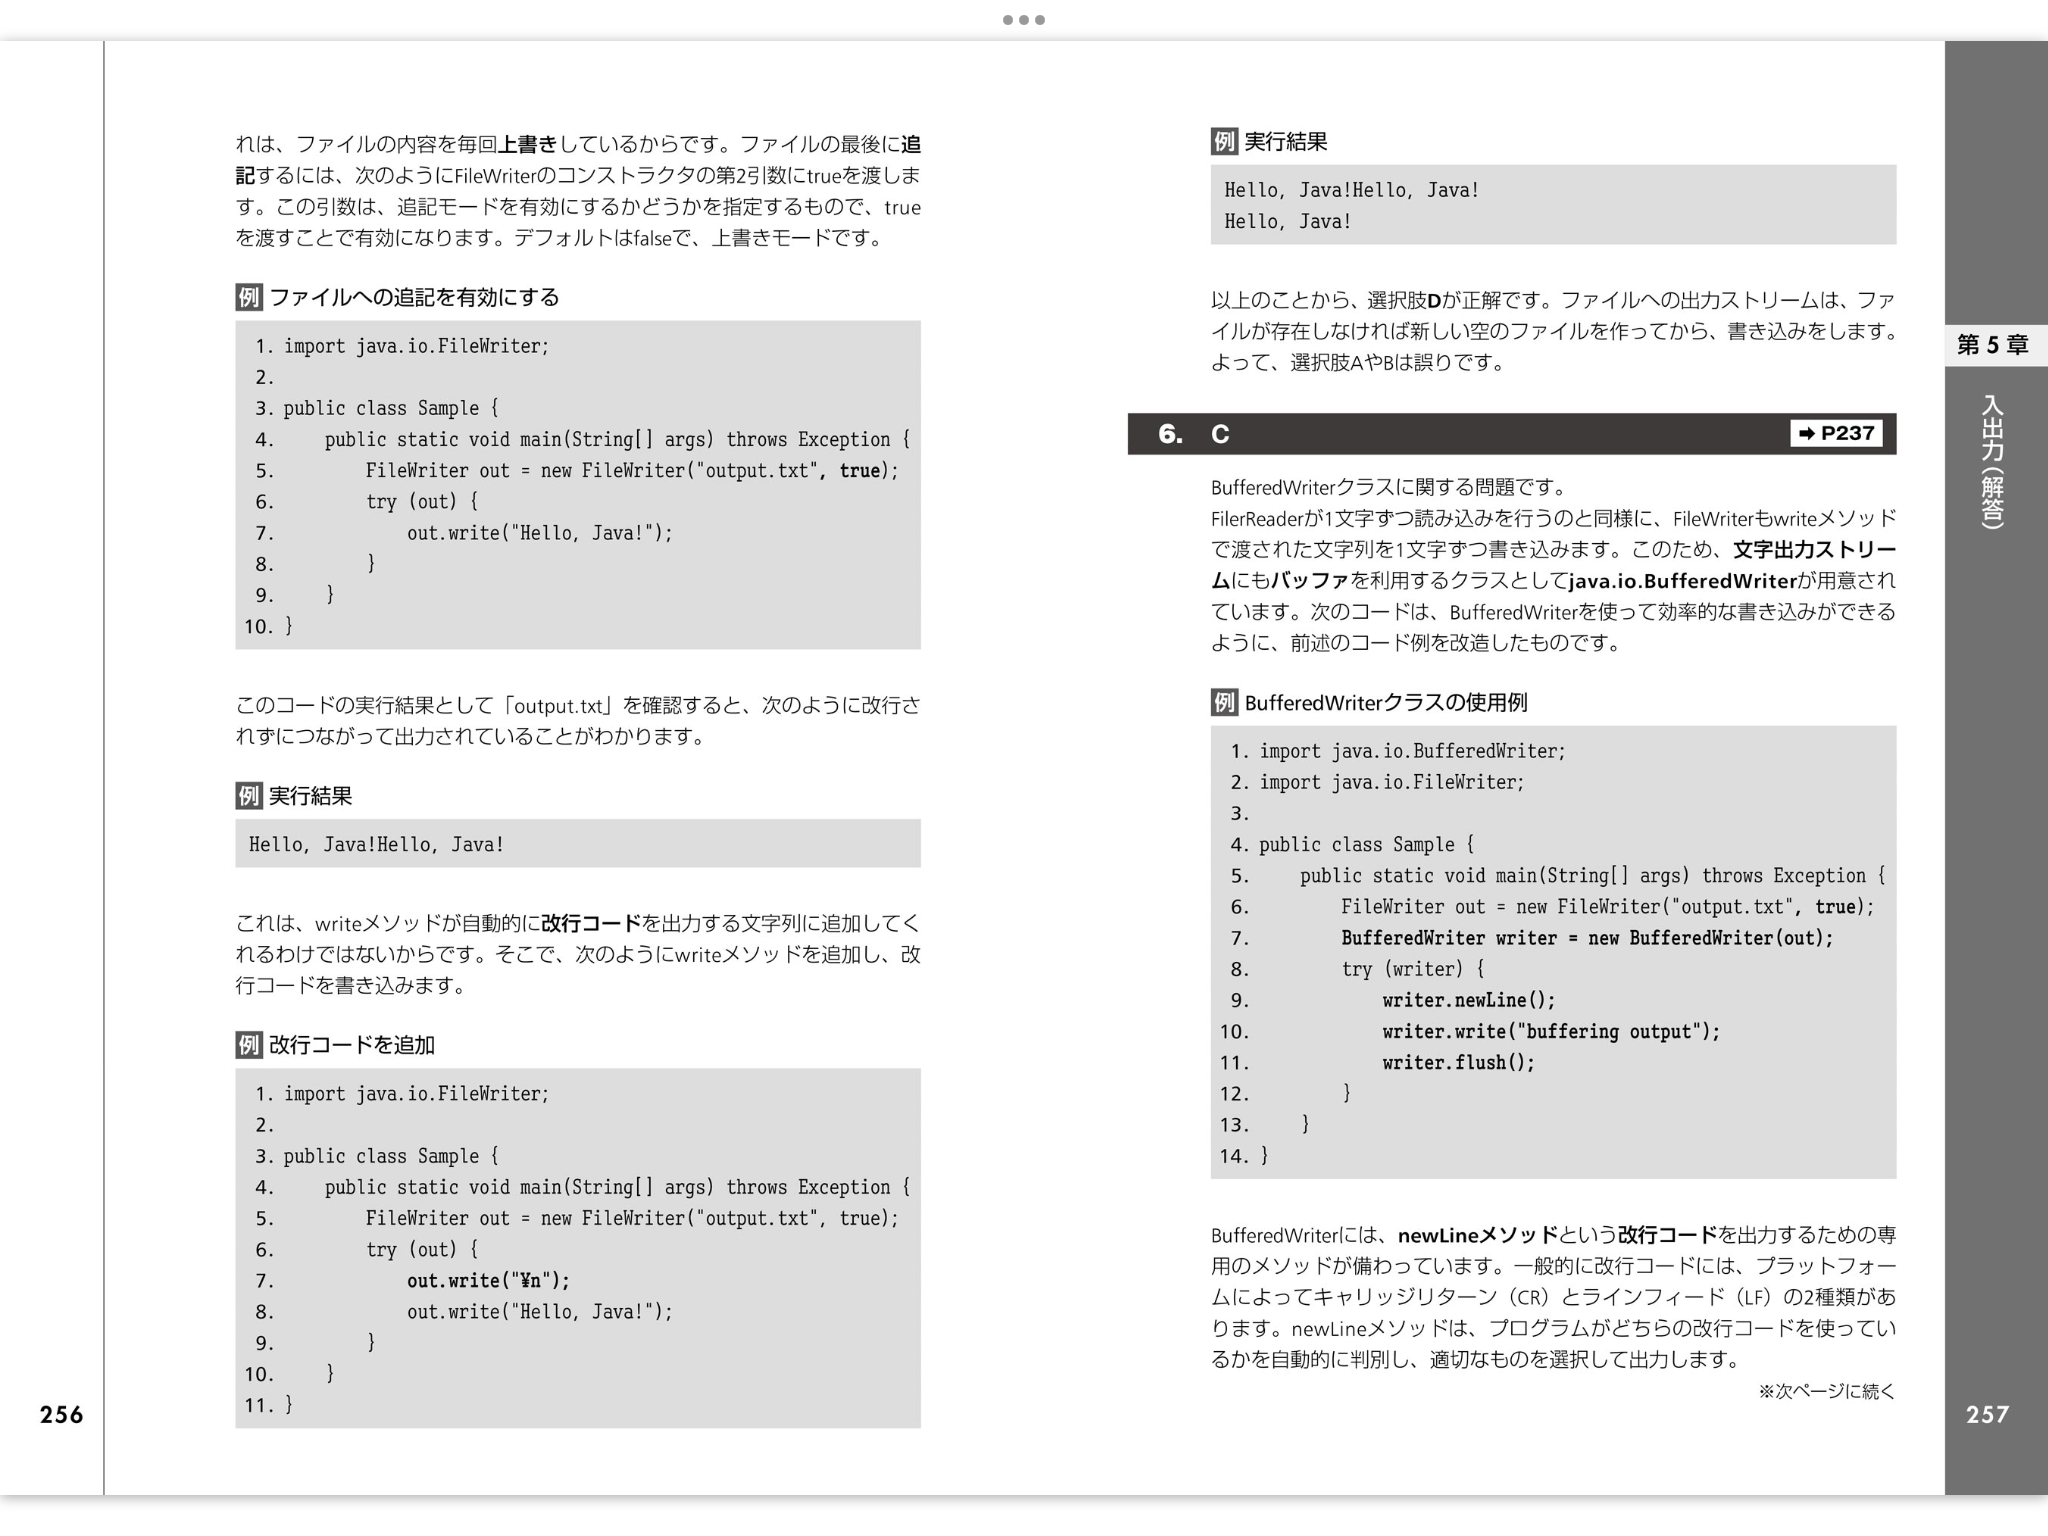 れは、ファイルの内容を毎回上書きしているからです。ファイルの最後に追
記するには、次のようにFileWriterのコンストラクタの第2引数にtrueを渡しま
す。この引数は、追記モードを有効にするかどうかを指定するもので、true
を渡すことで有効になります。デフォルトはfalseで、上書きモードです。
例 ファイルへの追記を有効にする
1. import java.io.FileWriter;
2.
3. public class Sample {
4.     public static void main(String[] args) throws Exception {
5.         FileWriter out = new FileWriter("output.txt", true);
6.         try (out) {
7.             out.write("Hello, Java!");
8.         }
9.     }
10. }
このコードの実行結果として「output.txt」を確認すると、次のように改行さ
れずにつながって出力されていることがわかります。
例 実行結果
Hello, Java!Hello, Java!
これは、writeメソッドが自動的に改行コードを出力する文字列に追加してく
れるわけではないからです。そこで、次のようにwriteメソッドを追加し、改
行コードを書き込みます。
例 改行コードを追加
1. import java.io.FileWriter;
2.
3. public class Sample {
4.     public static void main(String[] args) throws Exception {
5.         FileWriter out = new FileWriter("output.txt", true);
6.         try (out) {
7.             out.write("¥n");
8.             out.write("Hello, Java!");
9.         }
10.     }
11. }
256
例 実行結果
Hello, Java!Hello, Java!
Hello, Java!
以上のことから、選択肢Dが正解です。ファイルへの出力ストリームは、ファ
イルが存在しなければ新しい空のファイルを作ってから、書き込みをします。
よって、選択肢AやBは誤りです。
6. C ➡ P237
BufferedWriterクラスに関する問題です。
FilerReaderが1文字ずつ読み込みを行うのと同様に、FileWriterもwriteメソッド
で渡された文字列を1文字ずつ書き込みます。このため、文字出力ストリー
ムにもバッファを利用するクラスとしてjava.io.BufferedWriterが用意され
ています。次のコードは、BufferedWriterを使って効率的な書き込みができる
ように、前述のコード例を改造したものです。
例 BufferedWriterクラスの使用例
1. import java.io.BufferedWriter;
2. import java.io.FileWriter;
3.
4. public class Sample {
5.     public static void main(String[] args) throws Exception {
6.         FileWriter out = new FileWriter("output.txt", true);
7.         BufferedWriter writer = new BufferedWriter(out);
8.         try (writer) {
9.             writer.newLine();
10.             writer.write("buffering output");
11.             writer.flush();
12.         }
13.     }
14. }
BufferedWriterには、newLineメソッドという改行コードを出力するための専
用のメソッドが備わっています。一般的に改行コードには、プラットフォー
ムによってキャリッジリターン（CR）とラインフィード（LF）の2種類があ
ります。newLineメソッドは、プログラムがどちらの改行コードを使ってい
るかを自動的に判別し、適切なものを選択して出力します。
※次ページに続く
第5章
入出力（解答）
257